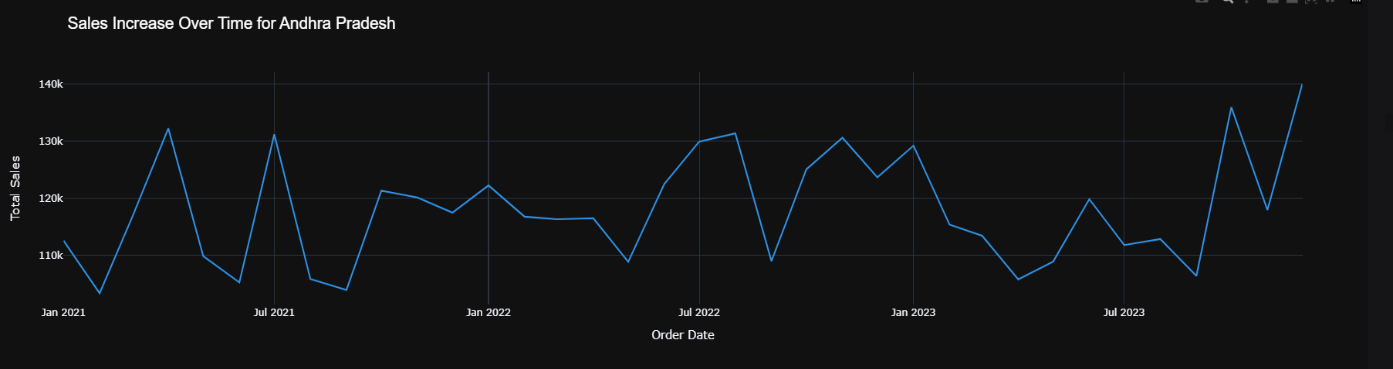 Sales Increase Over Time for Andhra Pradesh
140k
130k
120k
110k
Total Sales
Jan 2021 Jul 2021 Jan 2022 Jul 2022 Jan 2023 Jul 2023
Order Date